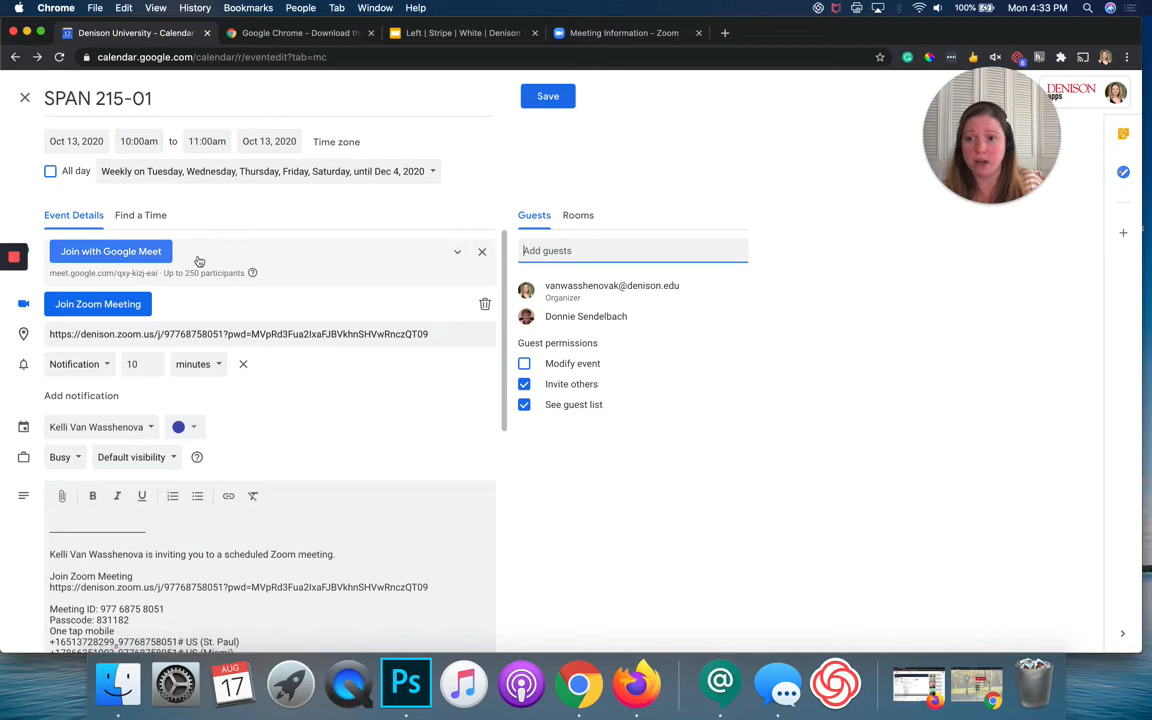 Chrome File Edit View History Bookmarks People Tab Window Help 100% Mon 4:33 PM
Denison University - Calendar Google Chrome - Download th Left | Stripe | White | Denison Meeting Information - Zoom
calendar.google.com/calendar/r/eventedit?tab=mc
SPAN 215-01 Save DENISON
apps
Oct 13, 2020 10:00am to 11:00am Oct 13, 2020 Time zone
All day Weekly on Tuesday, Wednesday, Thursday, Friday, Saturday, until Dec 4, 2020
Event Details Find a Time Guests Rooms
Join with Google Meet Add guests
meet.google.com/qxy-kizj-eai · Up to 250 participants
vanwasshenovak@denison.edu
Organizer
Join Zoom Meeting Donnie Sendelbach
https://denison.zoom.us/j/97768758051?pwd=MVpRd3Fua2IxaFJBVkhnSHVwRnczQT09
Guest permissions
Notification 10 minutes Modify event
Invite others
Add notification See guest list
Kelli Van Wasshenova
Busy Default visibility
B I U
Kelli Van Wasshenova is inviting you to a scheduled Zoom meeting.
Join Zoom Meeting
https://denison.zoom.us/j/97768758051?pwd=MVpRd3Fua2IxaFJBVkhnSHVwRnczQT09
Meeting ID: 977 6875 8051
Passcode: 831182
One tap mobile
+16513728299,,97768758051# US (St. Paul)
+17866351003,,97768758051# US (Miami)
AUG
17
Ps